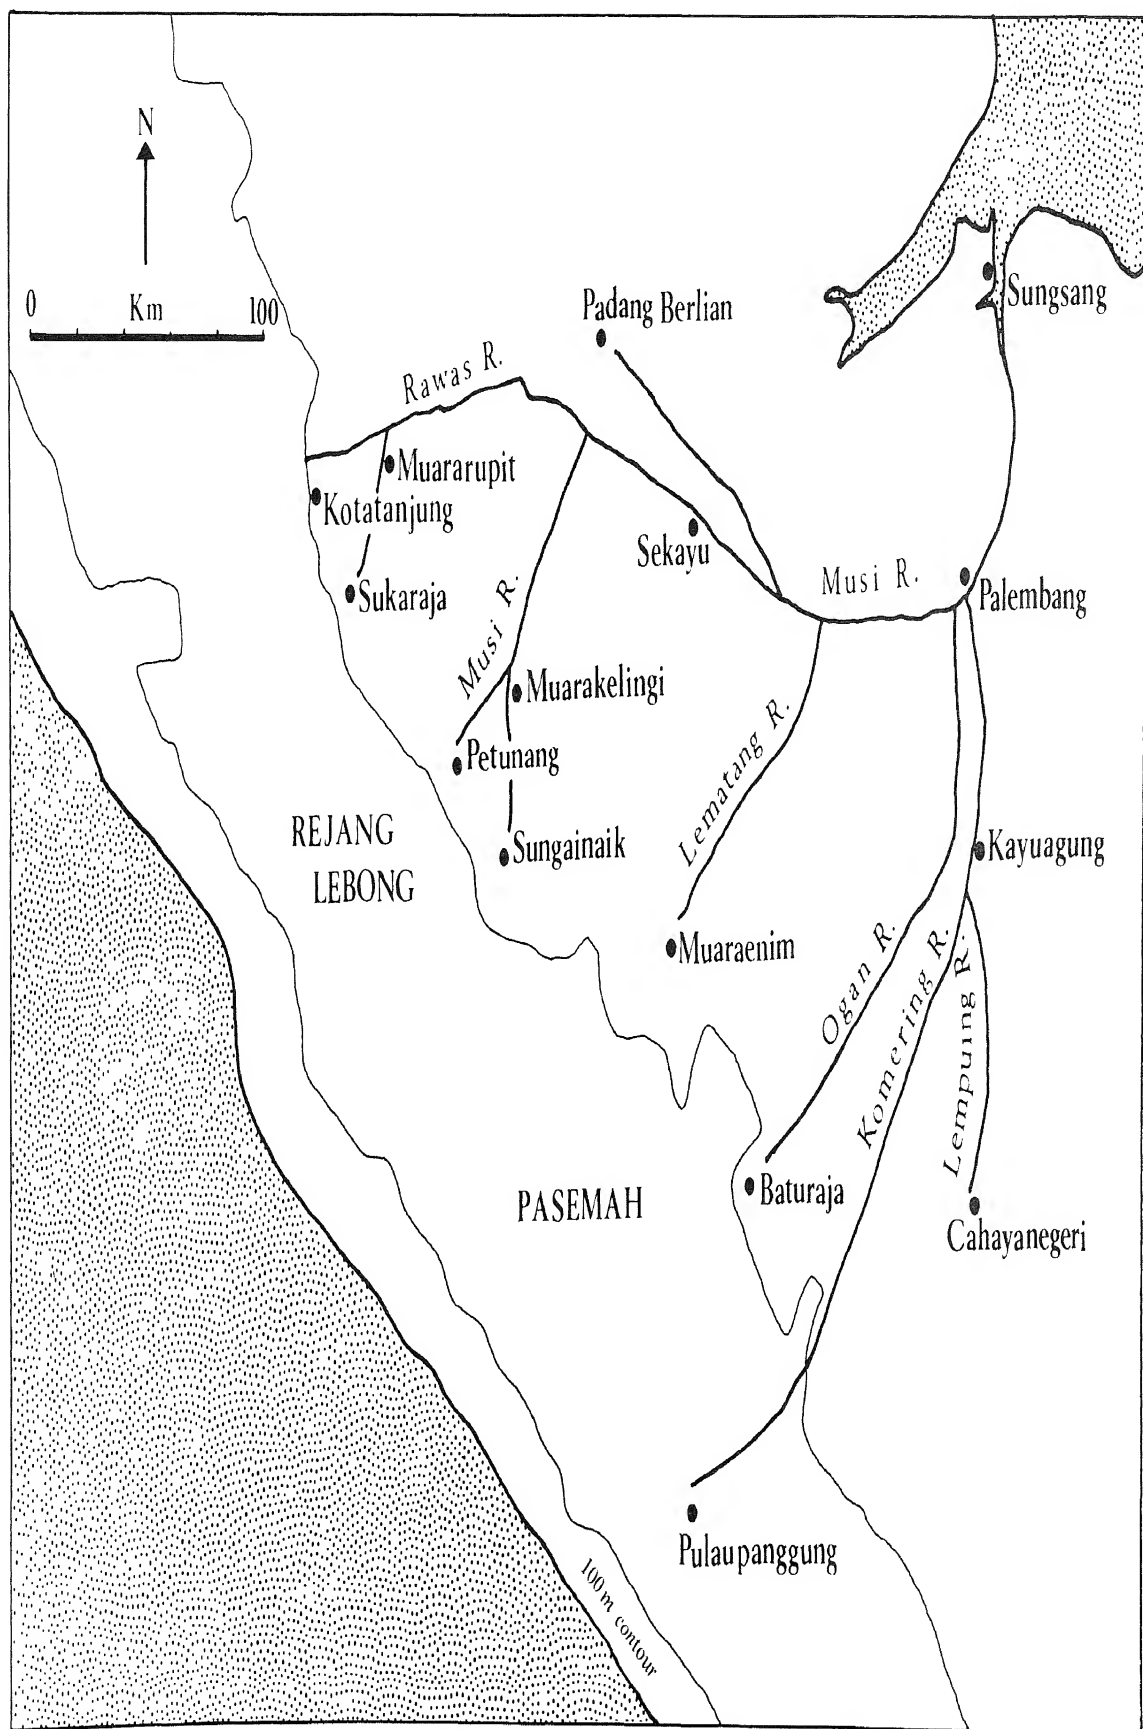 N
0 Km 100
Sungsang
Padang Berlian
Rawas R.
Muararupit
Kotatanjung
Sekayu
Musi R.
Sukaraja
Palembang
Musi R.
Muarakelingi
Petunang
Lematang R.
REJANG
LEBONG
Sungainaik
Kayuagung
Muaraenim
Ogan R.
Komering R.
Lempuing R.
PASEMAH
Baturaja
Cahayanegeri
Pulaupanggung
100 m contour